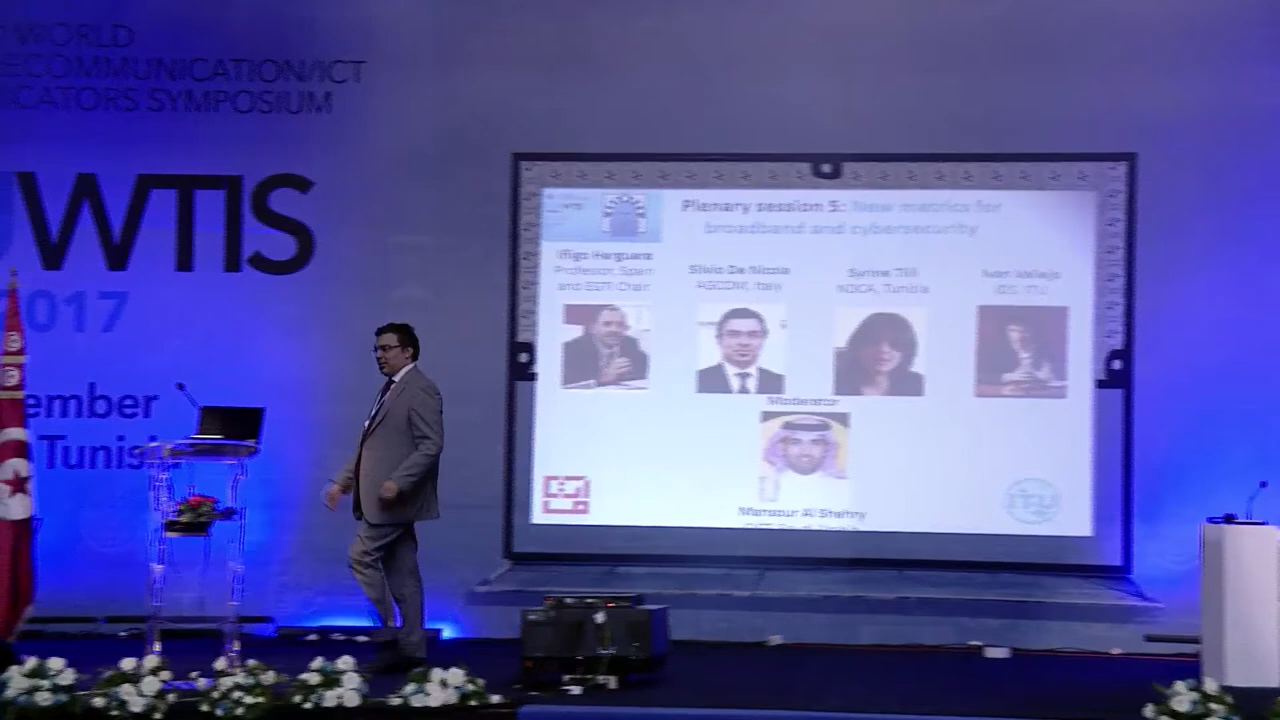 WORLD
ECOMMUNICATION/ICT
ICATORS SYMPOSIUM
WTIS
2017
ember
Tunis
Plenary session 5: New metrics for
broadband and cybersecurity
Iñigo Herguera
Professor, Spain
and EGTI Chair
Silvio De Nicola
AGCOM, Italy
Syrine Tlili
NDCA, Tunisia
Ivan Vallejo
ITU
Moderator
Mansour Al Shehry
ITU